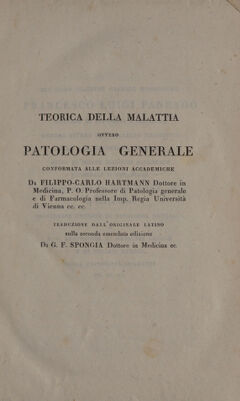 TEORICA DELLA MALATTIA
OVVERO
PATOLOGIA GENERALE
CONFORMATA ALLE LEZIONI ACCADEMICHE
Di FILIPPO-CARLO HARTMANN Dottore in
Medicina, P. O. Professore di Patologia generale
e di Farmacologia nella Imp. Regia Università
di Vienna ec. ec.
TRADUZIONE DALL'ORIGINALE LATINO
sulla seconda emendata edizione
Di G. F. SPONGIA Dottore in Medicina ec.